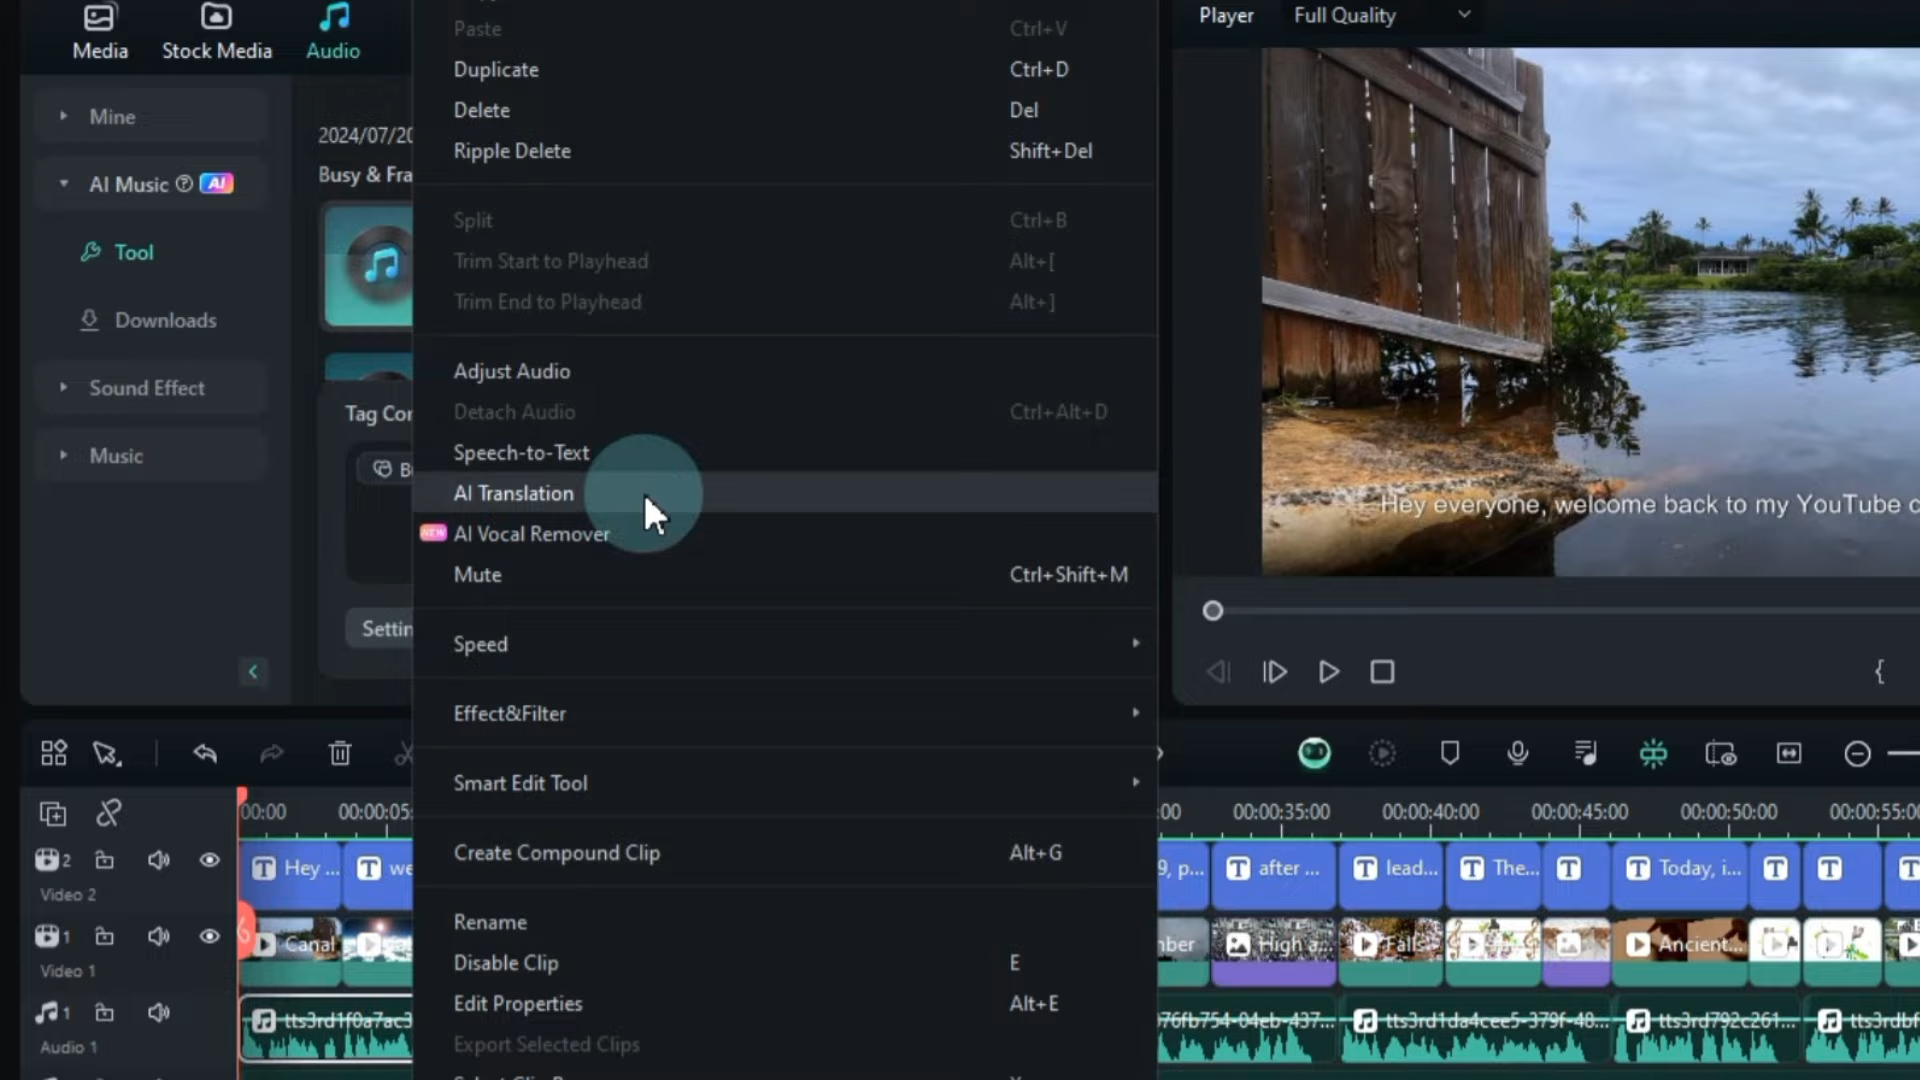 Media
Stock Media
Audio
Mine
AI Music
AI
Tool
Downloads
Sound Effect
Music
2024/07/20
Busy & Fra
Tag Cor
Settin
Paste Ctrl+V
Duplicate Ctrl+D
Delete Del
Ripple Delete Shift+Del
Split Ctrl+B
Trim Start to Playhead Alt+[
Trim End to Playhead Alt+]
Adjust Audio
Detach Audio Ctrl+Alt+D
Speech-to-Text
AI Translation
NEW AI Vocal Remover
Mute Ctrl+Shift+M
Speed
Effect&Filter
Smart Edit Tool
Create Compound Clip Alt+G
Rename
Disable Clip E
Edit Properties Alt+E
Export Selected Clips
Player Full Quality
Hey everyone, welcome back to my YouTube c
00:00 00:00:05: :00 00:00:35:00 00:00:40:00 00:00:45:00 00:00:50:00 00:00:55:00
2
Video 2
T Hey ... T we 9, p... T after ... T lead... T The... T T Today, i... T T T
1
Video 1
Canal nber High a... Falls Ancient...
1
Audio 1
tts3rd1f0a7ac3 76fb754-04eb-437... tts3rd1da4cee5-379f-48... tts3rd792c261... tts3rdbf